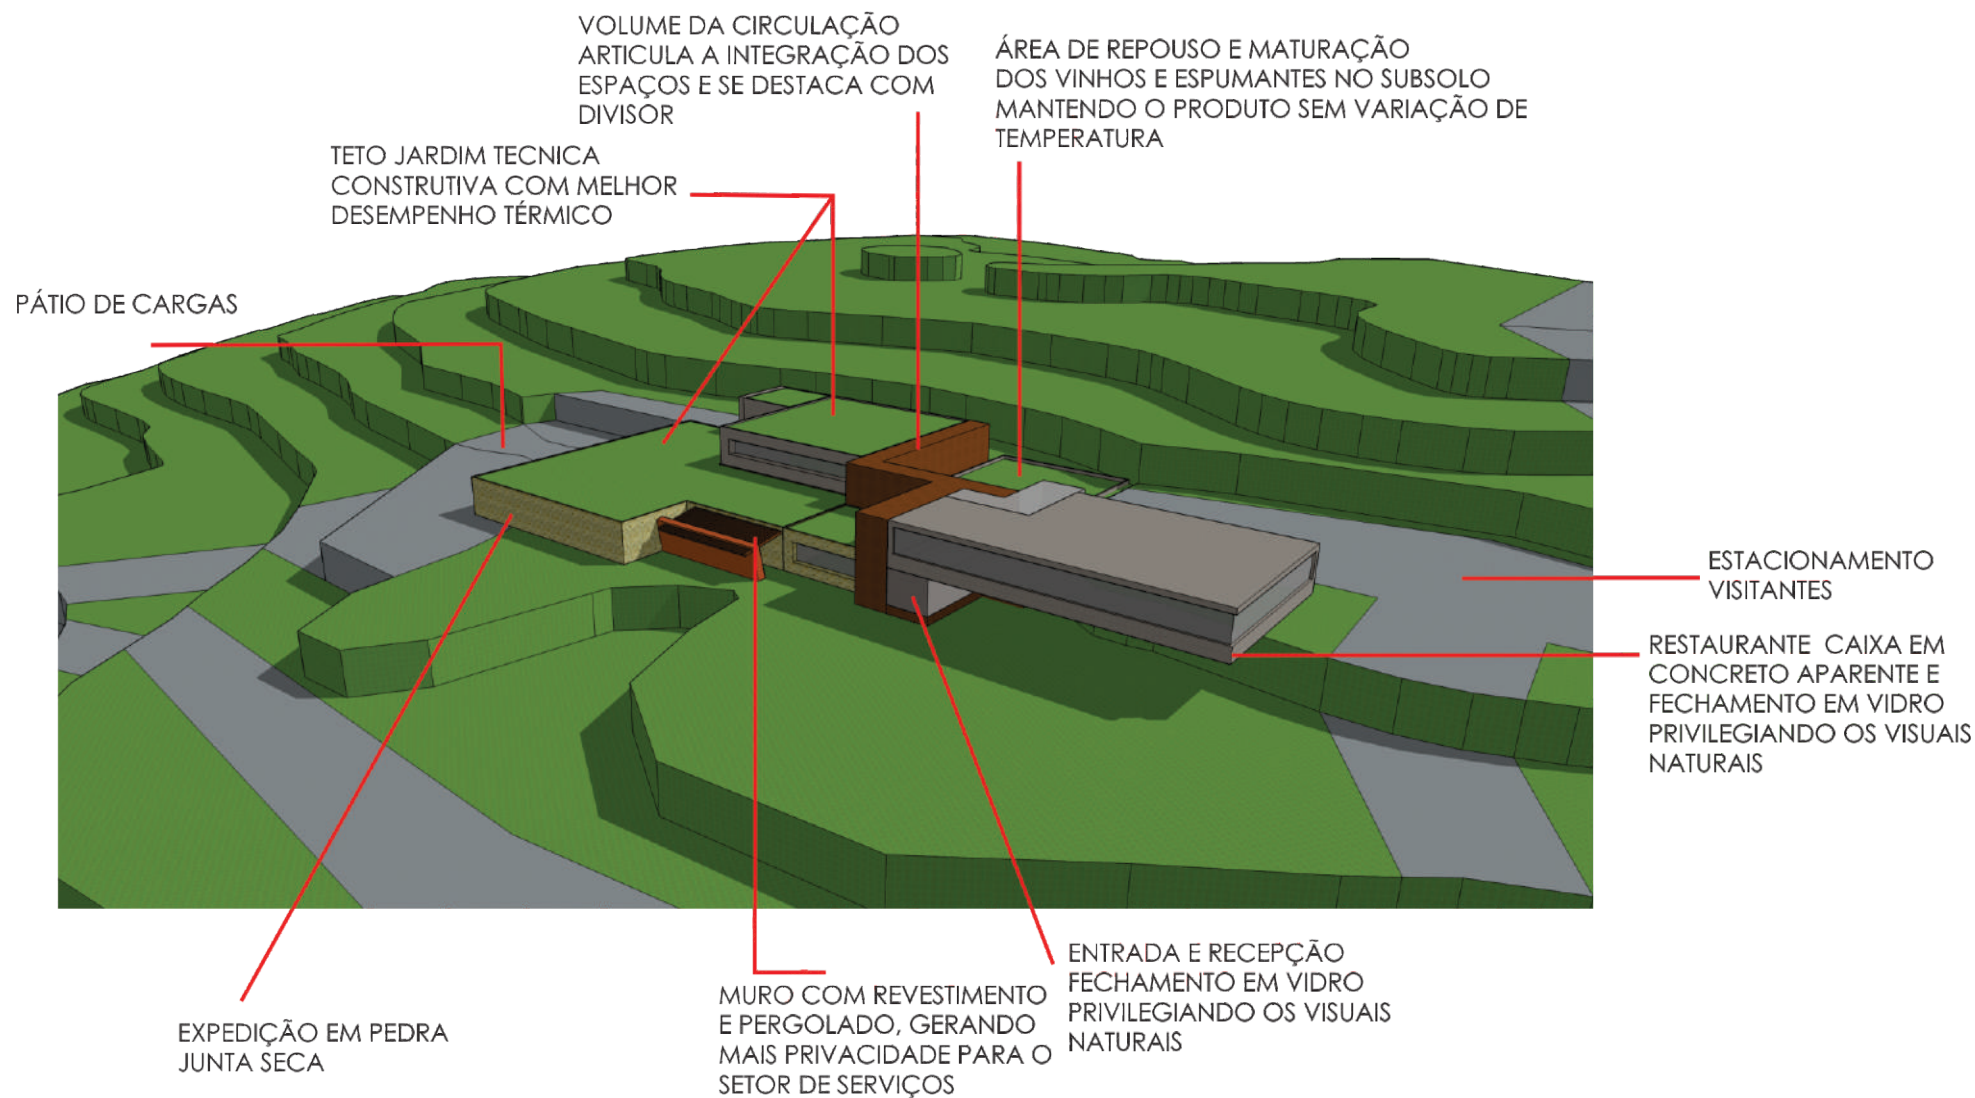 VOLUME DA CIRCULAÇÃO
ARTICULA A INTEGRAÇÃO DOS
ESPAÇOS E SE DESTACA COM
DIVISOR
ÁREA DE REPOUSO E MATURAÇÃO
DOS VINHOS E ESPUMANTES NO SUBSOLO
MANTENDO O PRODUTO SEM VARIAÇÃO DE
TEMPERATURA
TETO JARDIM TECNICA
CONSTRUTIVA COM MELHOR
DESEMPENHO TÉRMICO
PÁTIO DE CARGAS
ESTACIONAMENTO
VISITANTES
RESTAURANTE CAIXA EM
CONCRETO APARENTE E
FECHAMENTO EM VIDRO
PRIVILEGIANDO OS VISUAIS
NATURAIS
ENTRADA E RECEPÇÃO
FECHAMENTO EM VIDRO
PRIVILEGIANDO OS VISUAIS
NATURAIS
MURO COM REVESTIMENTO
E PERGOLADO, GERANDO
MAIS PRIVACIDADE PARA O
SETOR DE SERVIÇOS
EXPEDIÇÃO EM PEDRA
JUNTA SECA